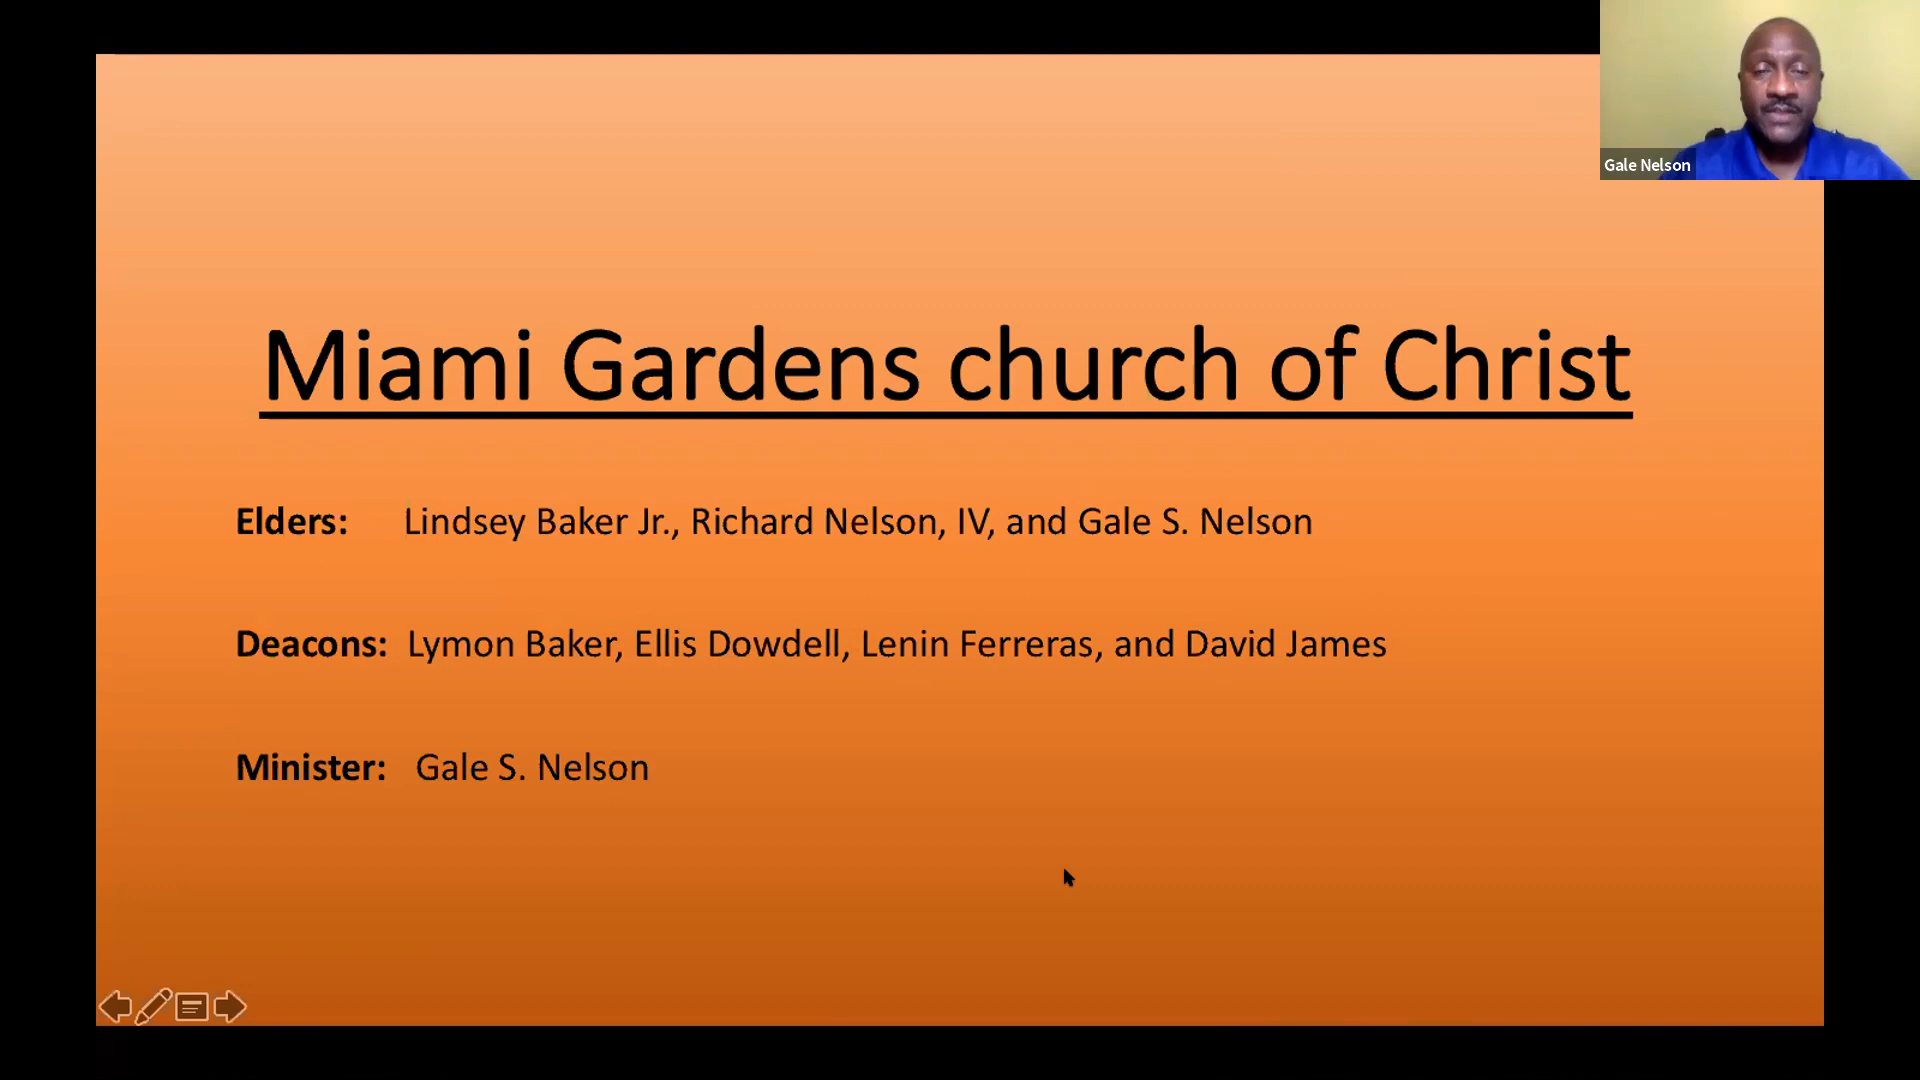 Gale Nelson
Miami Gardens church of Christ
Elders: Lindsey Baker Jr., Richard Nelson, IV, and Gale S. Nelson
Deacons: Lymon Baker, Ellis Dowdell, Lenin Ferreras, and David James
Minister: Gale S. Nelson